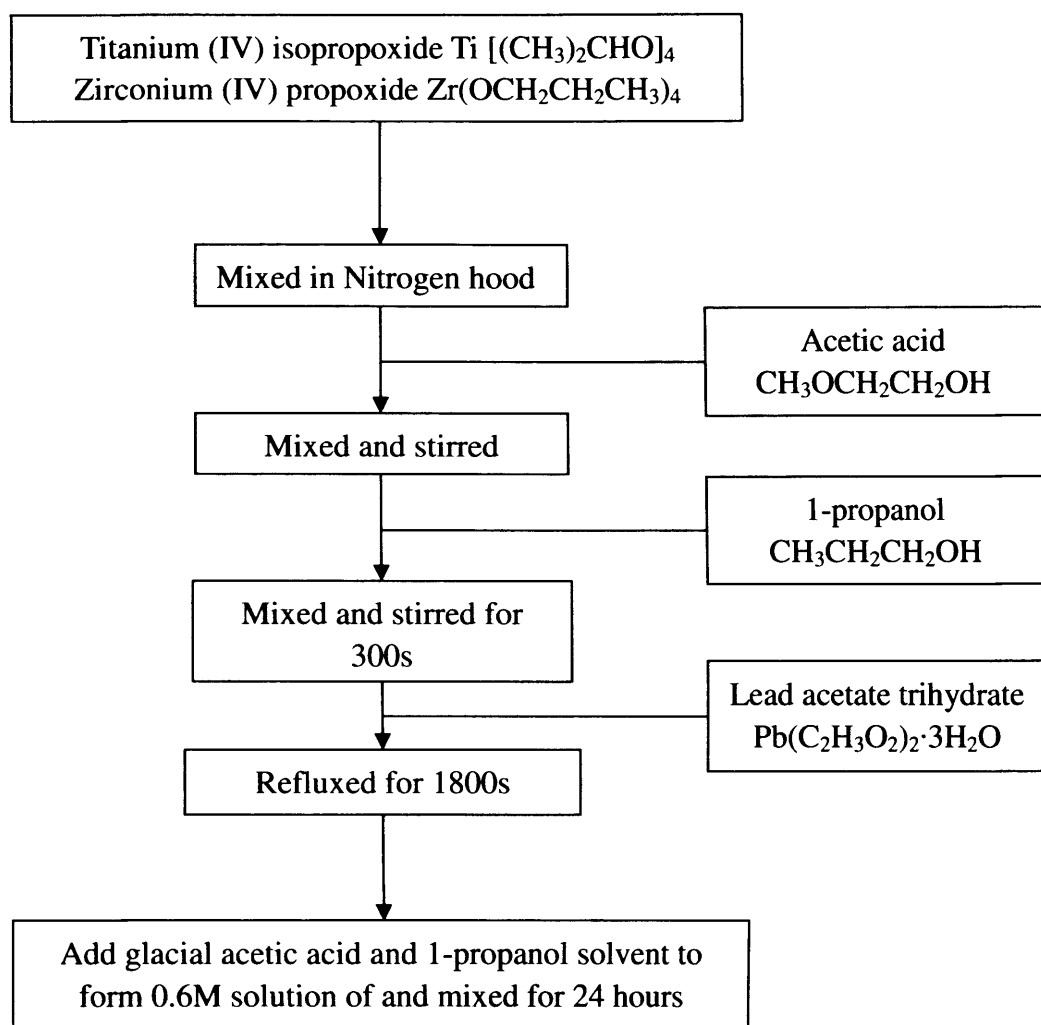 Titanium (IV) isopropoxide Ti [(CH₃)₂CHO]₄
Zirconium (IV) propoxide Zr(OCH₂CH₂CH₃)₄
Mixed in Nitrogen hood
Acetic acid
CH₃OCH₂CH₂OH
Mixed and stirred
1-propanol
CH₃CH₂CH₂OH
Mixed and stirred for
300s
Lead acetate trihydrate
Pb(C₂H₃O₂)₂·3H₂O
Refluxed for 1800s
Add glacial acetic acid and 1-propanol solvent to
form 0.6M solution of and mixed for 24 hours